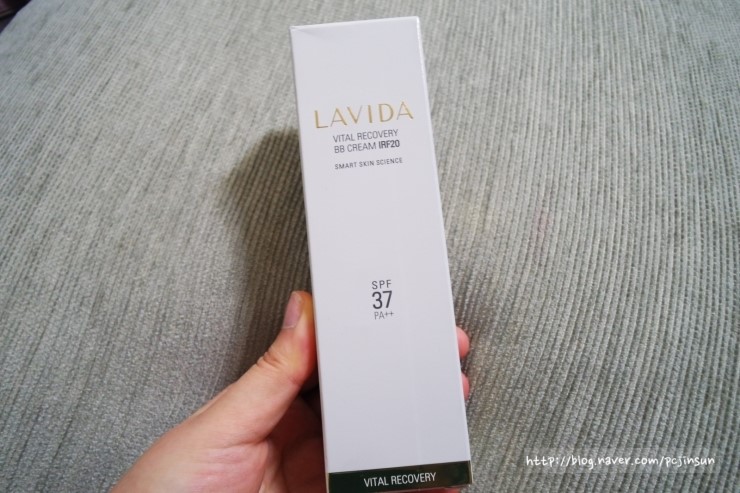 LAVIDA
VITAL RECOVERY
BB CREAM IRF20
SMART SKIN SCIENCE
SPF
37
PA++
VITAL RECOVERY
http://blog.naver.com/pcjinsun